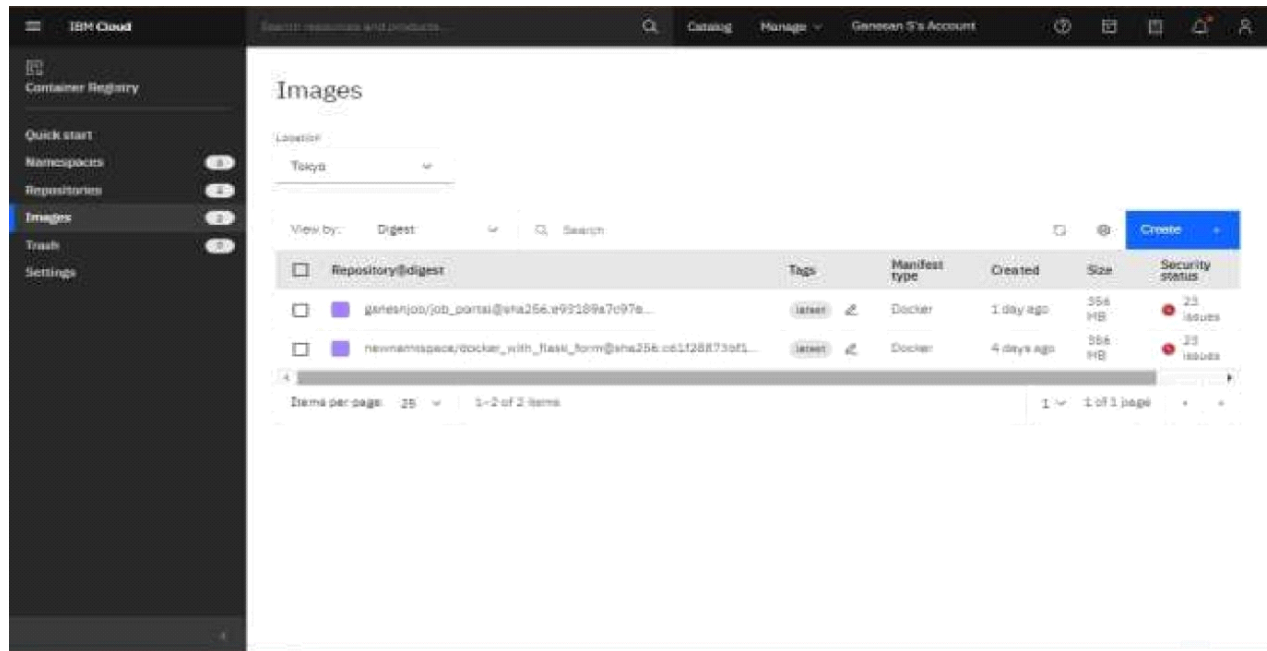 IBM Cloud
Search resources and products...
Catalog
Manage
Ganesan S's Account
Container Registry
Quick start
Namespaces
Repositories
Images
Trash
Settings
Images
Location
Tokyo
View by: Digest
Search
Create +
Repository@digest Tags Manifest type Created Size Security status
ganesnjob/job_portal@sha256: latest Docker 1 day ago 356 MB 23 issues
newnamispace/docker_with_flask_form@sha256: latest Docker 4 days ago 356 MB 23 issues
Items per page: 25 1–2 of 2 items 1 1 of 1 page